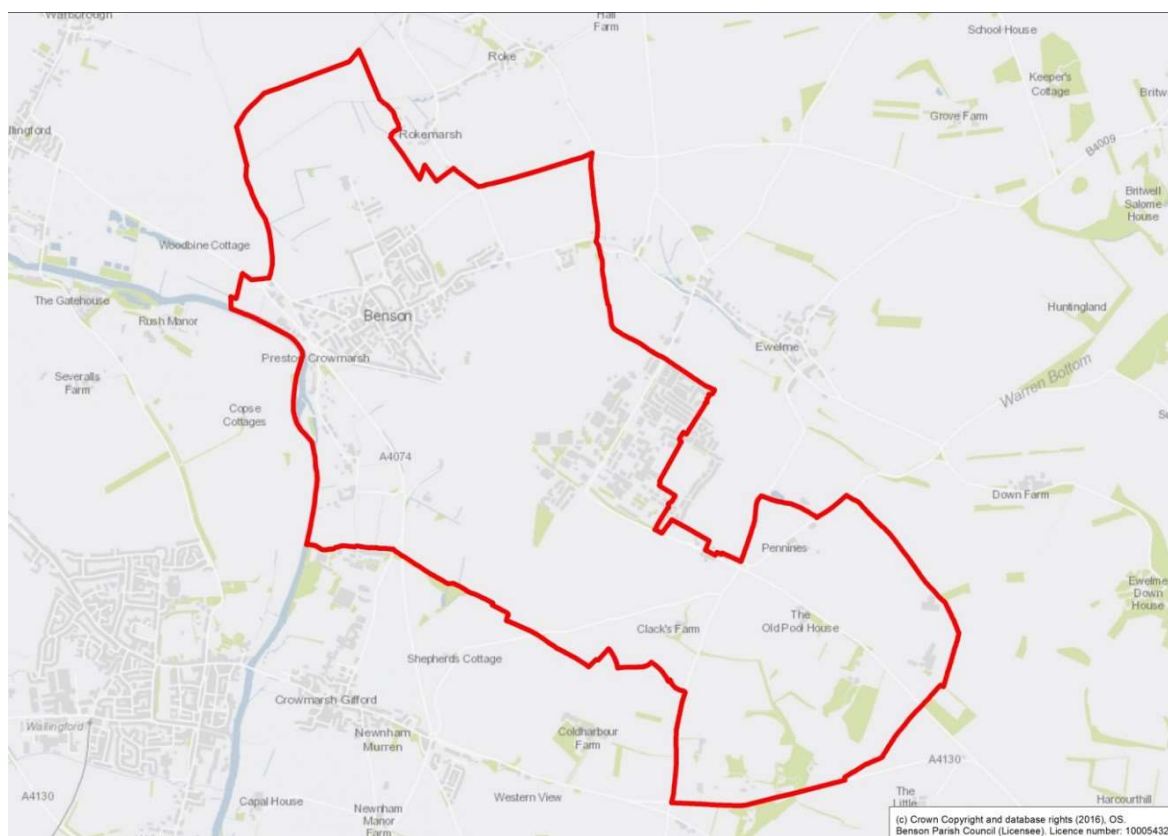 Warborough
Hall
Farm
School House
Roke
Keeper's
Cottage
Britw
Grove Farm
llingford
Rokemarsh
B4009
Britwell
Salome
House
Woodbine Cottage
The Gatehouse
Rush Manor
Benson
Huntingland
Ewelme
Preston Crowmarsh
Severalls
Farm
Warren Bottom
Copse
Cottages
A4074
Down Farm
Pennines
Ewelme
Down
House
The
Old Pool House
Clack's Farm
Shepherds Cottage
Crowmarsh Gifford
Wallingford
Newnham
Murren
Coldharbour
Farm
A4130
A4130
Capal House
Western View
The
Little
Harcourthill
Newnham
Manor
Farm
(c) Crown Copyright and database rights (2016), OS.
Benson Parish Council (Licensee). Licence number: 10005432